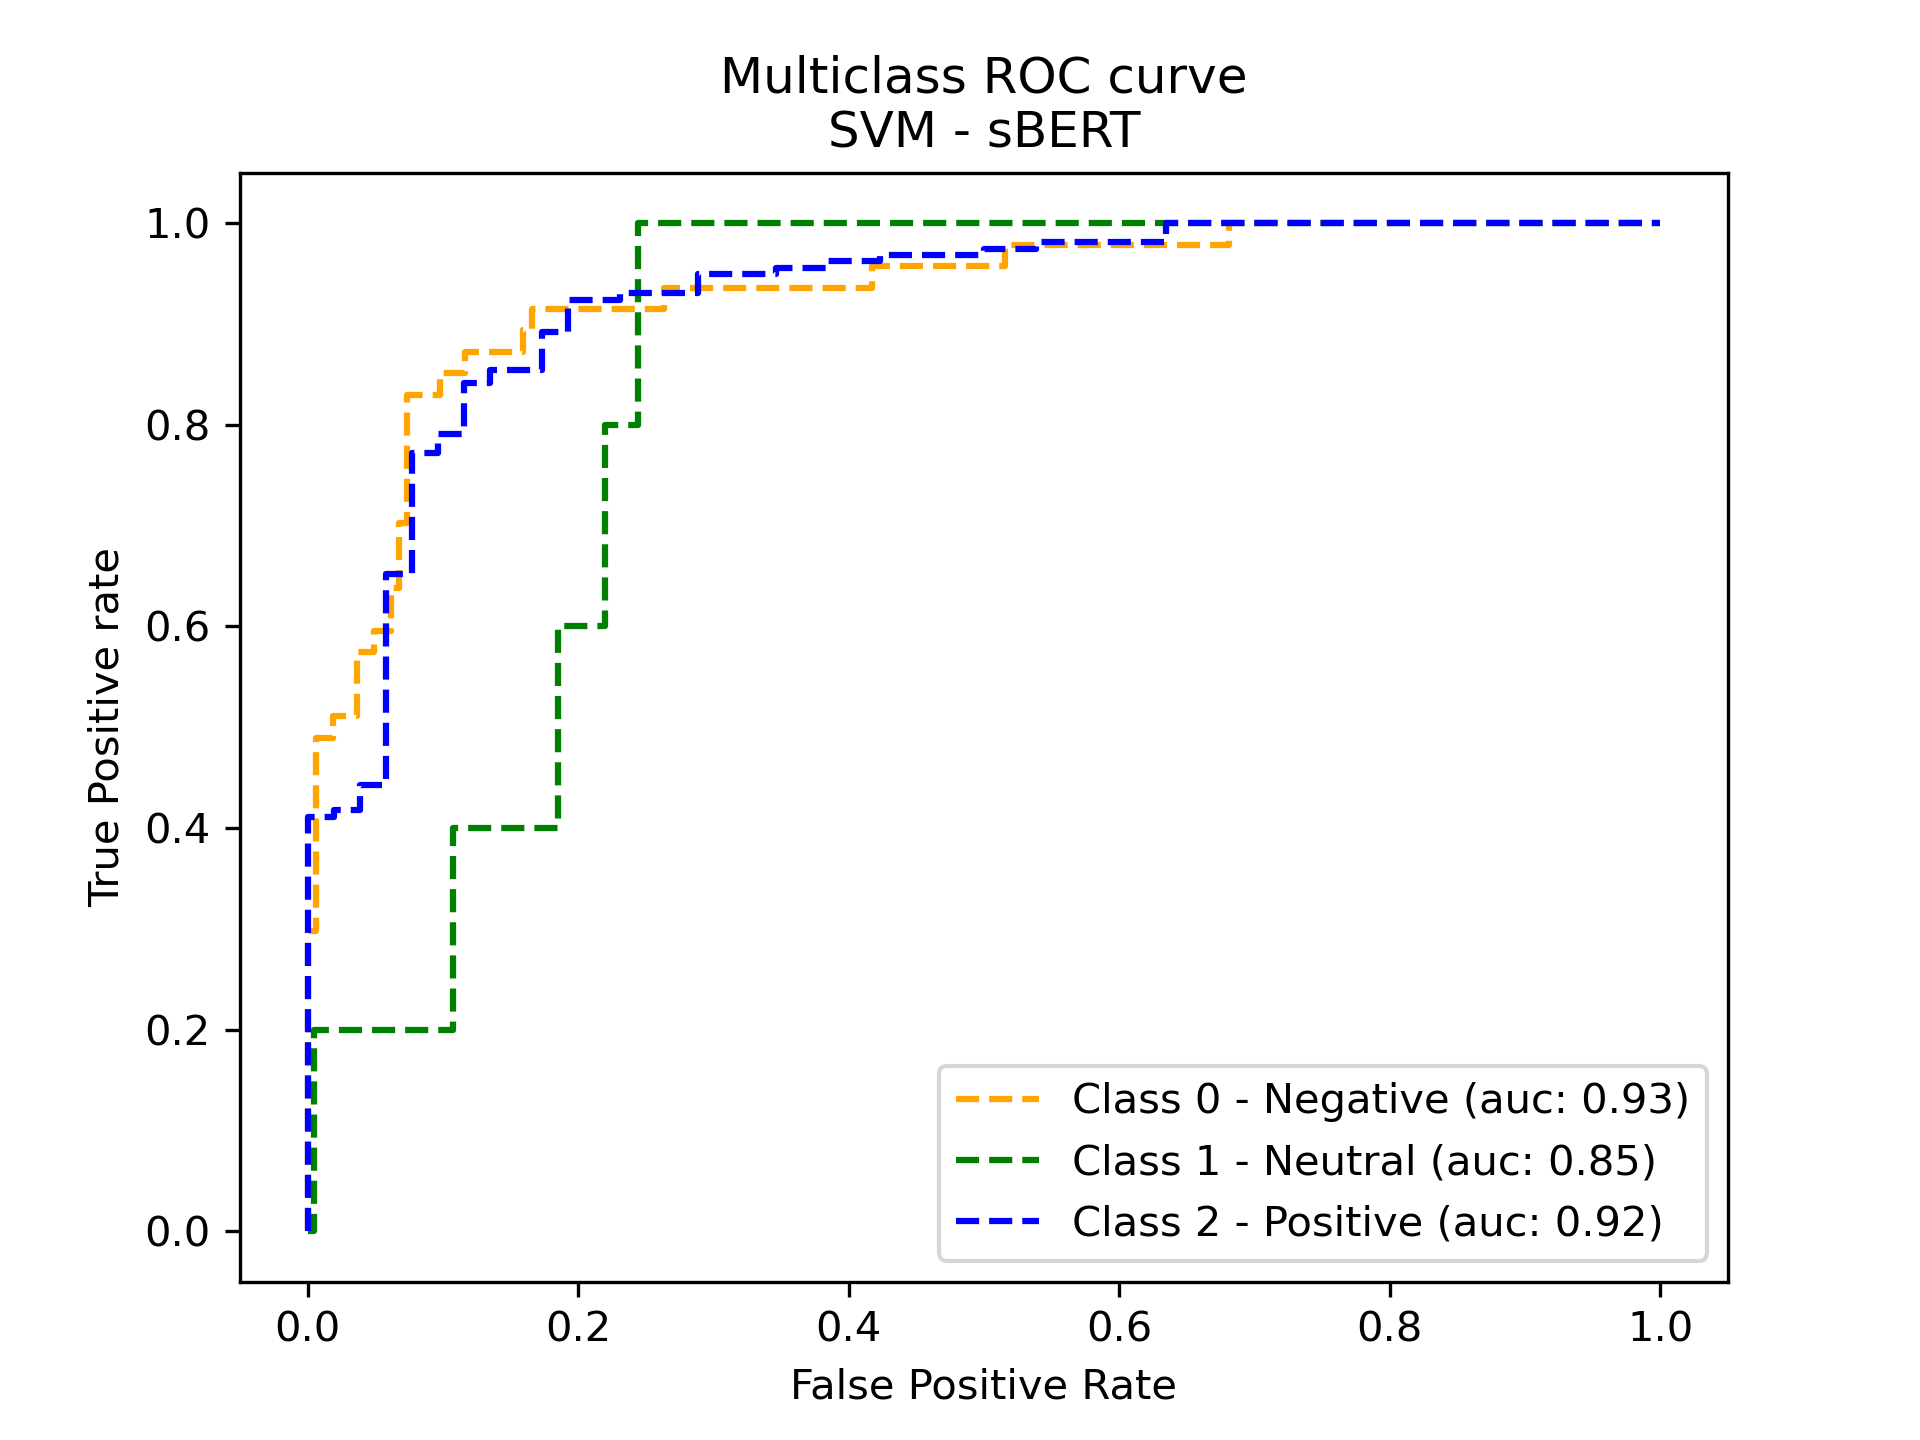 Multiclass ROC curve
SVM - sBERT
1.0
0.8
0.6
0.4
0.2
0.0
True Positive rate
Class 0 - Negative (auc: 0.93)
Class 1 - Neutral (auc: 0.85)
Class 2 - Positive (auc: 0.92)
0.0 0.2 0.4 0.6 0.8 1.0
False Positive Rate